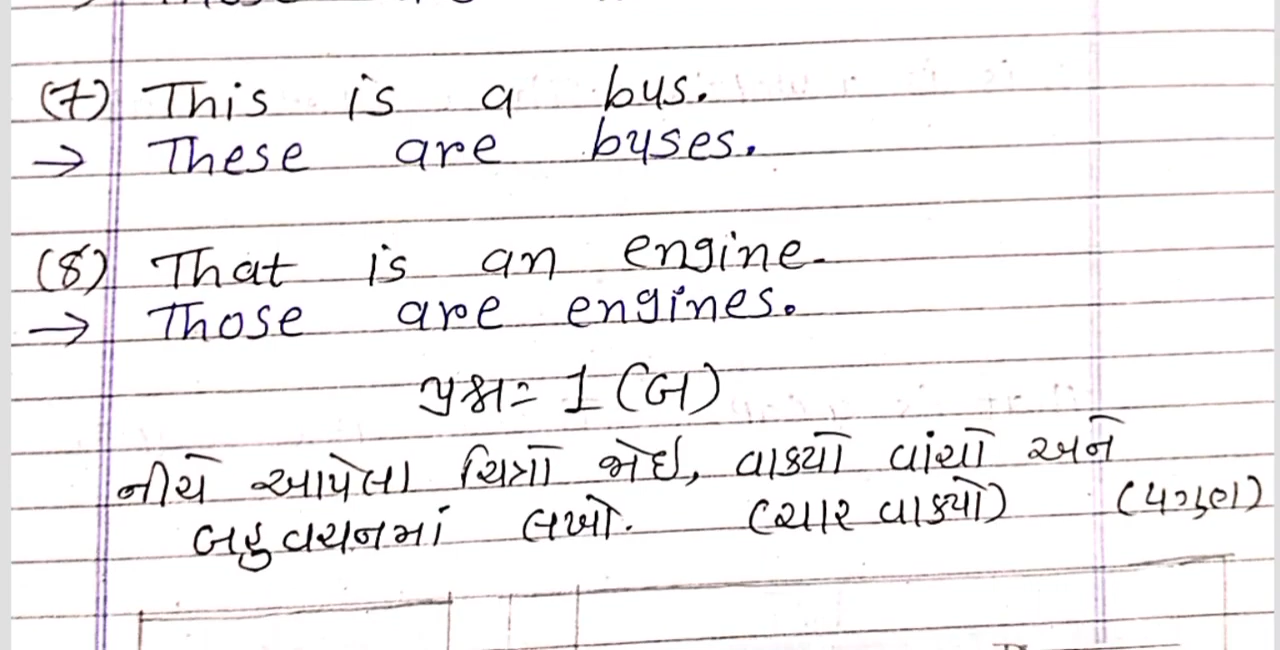 (7) This is a bus.
→ These are buses.
(8) That is an engine.
→ Those are engines.
પ્રશ્ન= 1 (બ)
નીચે આપેલા ચિત્રો જોઇ, વાક્યો વાંચો અને
બહુવચનમાં લખો. (ચાર વાક્યો) (૫ગુણ)